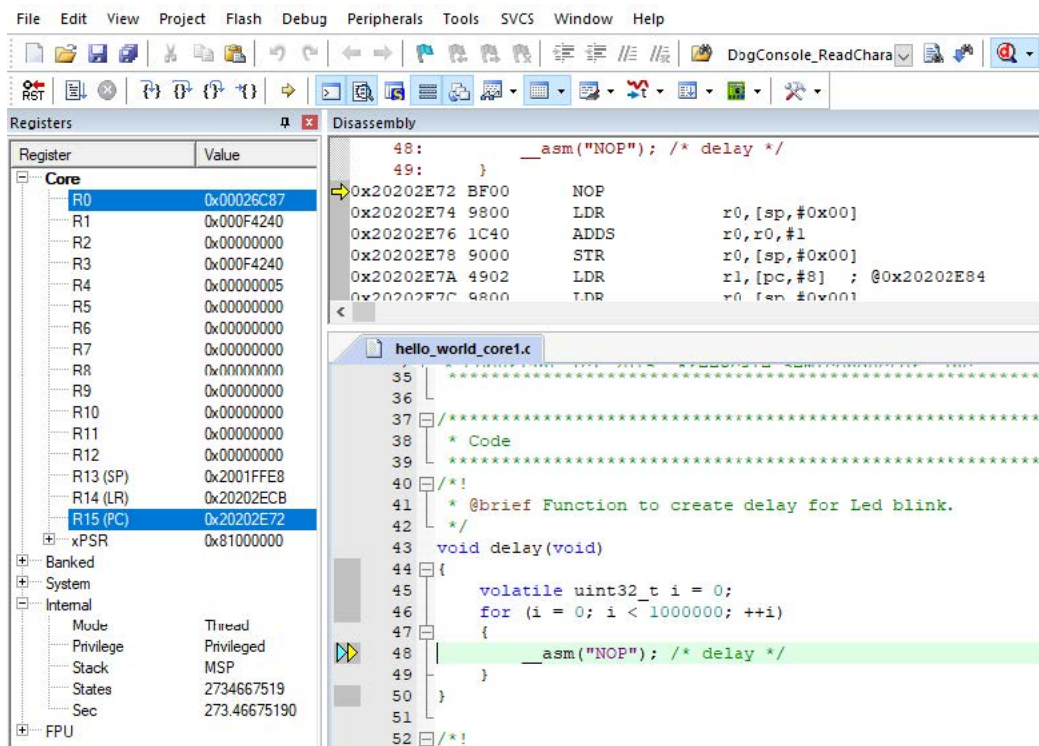 File Edit View Project Flash Debug Peripherals Tools SVCS Window Help
DbgConsole_ReadChara
RST
Registers
Register Value
Core
R0 0x00026C87
R1 0x000F4240
R2 0x00000000
R3 0x000F4240
R4 0x00000005
R5 0x00000000
R6 0x00000000
R7 0x00000000
R8 0x00000000
R9 0x00000000
R10 0x00000000
R11 0x00000000
R12 0x00000000
R13 (SP) 0x2001FFE8
R14 (LR) 0x20202ECB
R15 (PC) 0x20202E72
xPSR 0x81000000
Banked
System
Internal
Mode Thread
Privilege Privileged
Stack MSP
States 2734667519
Sec 273.46675190
FPU
Disassembly
48: __asm("NOP"); /* delay */
49: }
0x20202E72 BF00 NOP
0x20202E74 9800 LDR r0,[sp,#0x00]
0x20202E76 1C40 ADDS r0,r0,#1
0x20202E78 9000 STR r0,[sp,#0x00]
0x20202E7A 4902 LDR r1,[pc,#8] ; @0x20202E84
0x20202E7C 9800 LDR r0,[sp,#0x00]
hello_world_core1.c
35 *******************************************************
36
37 /*******************************************************
38 * Code
39 *******************************************************
40 /*!
41 * @brief Function to create delay for Led blink.
42 */
43 void delay(void)
44 {
45 volatile uint32_t i = 0;
46 for (i = 0; i < 1000000; ++i)
47 {
48 __asm("NOP"); /* delay */
49 }
50 }
51
52 /*!